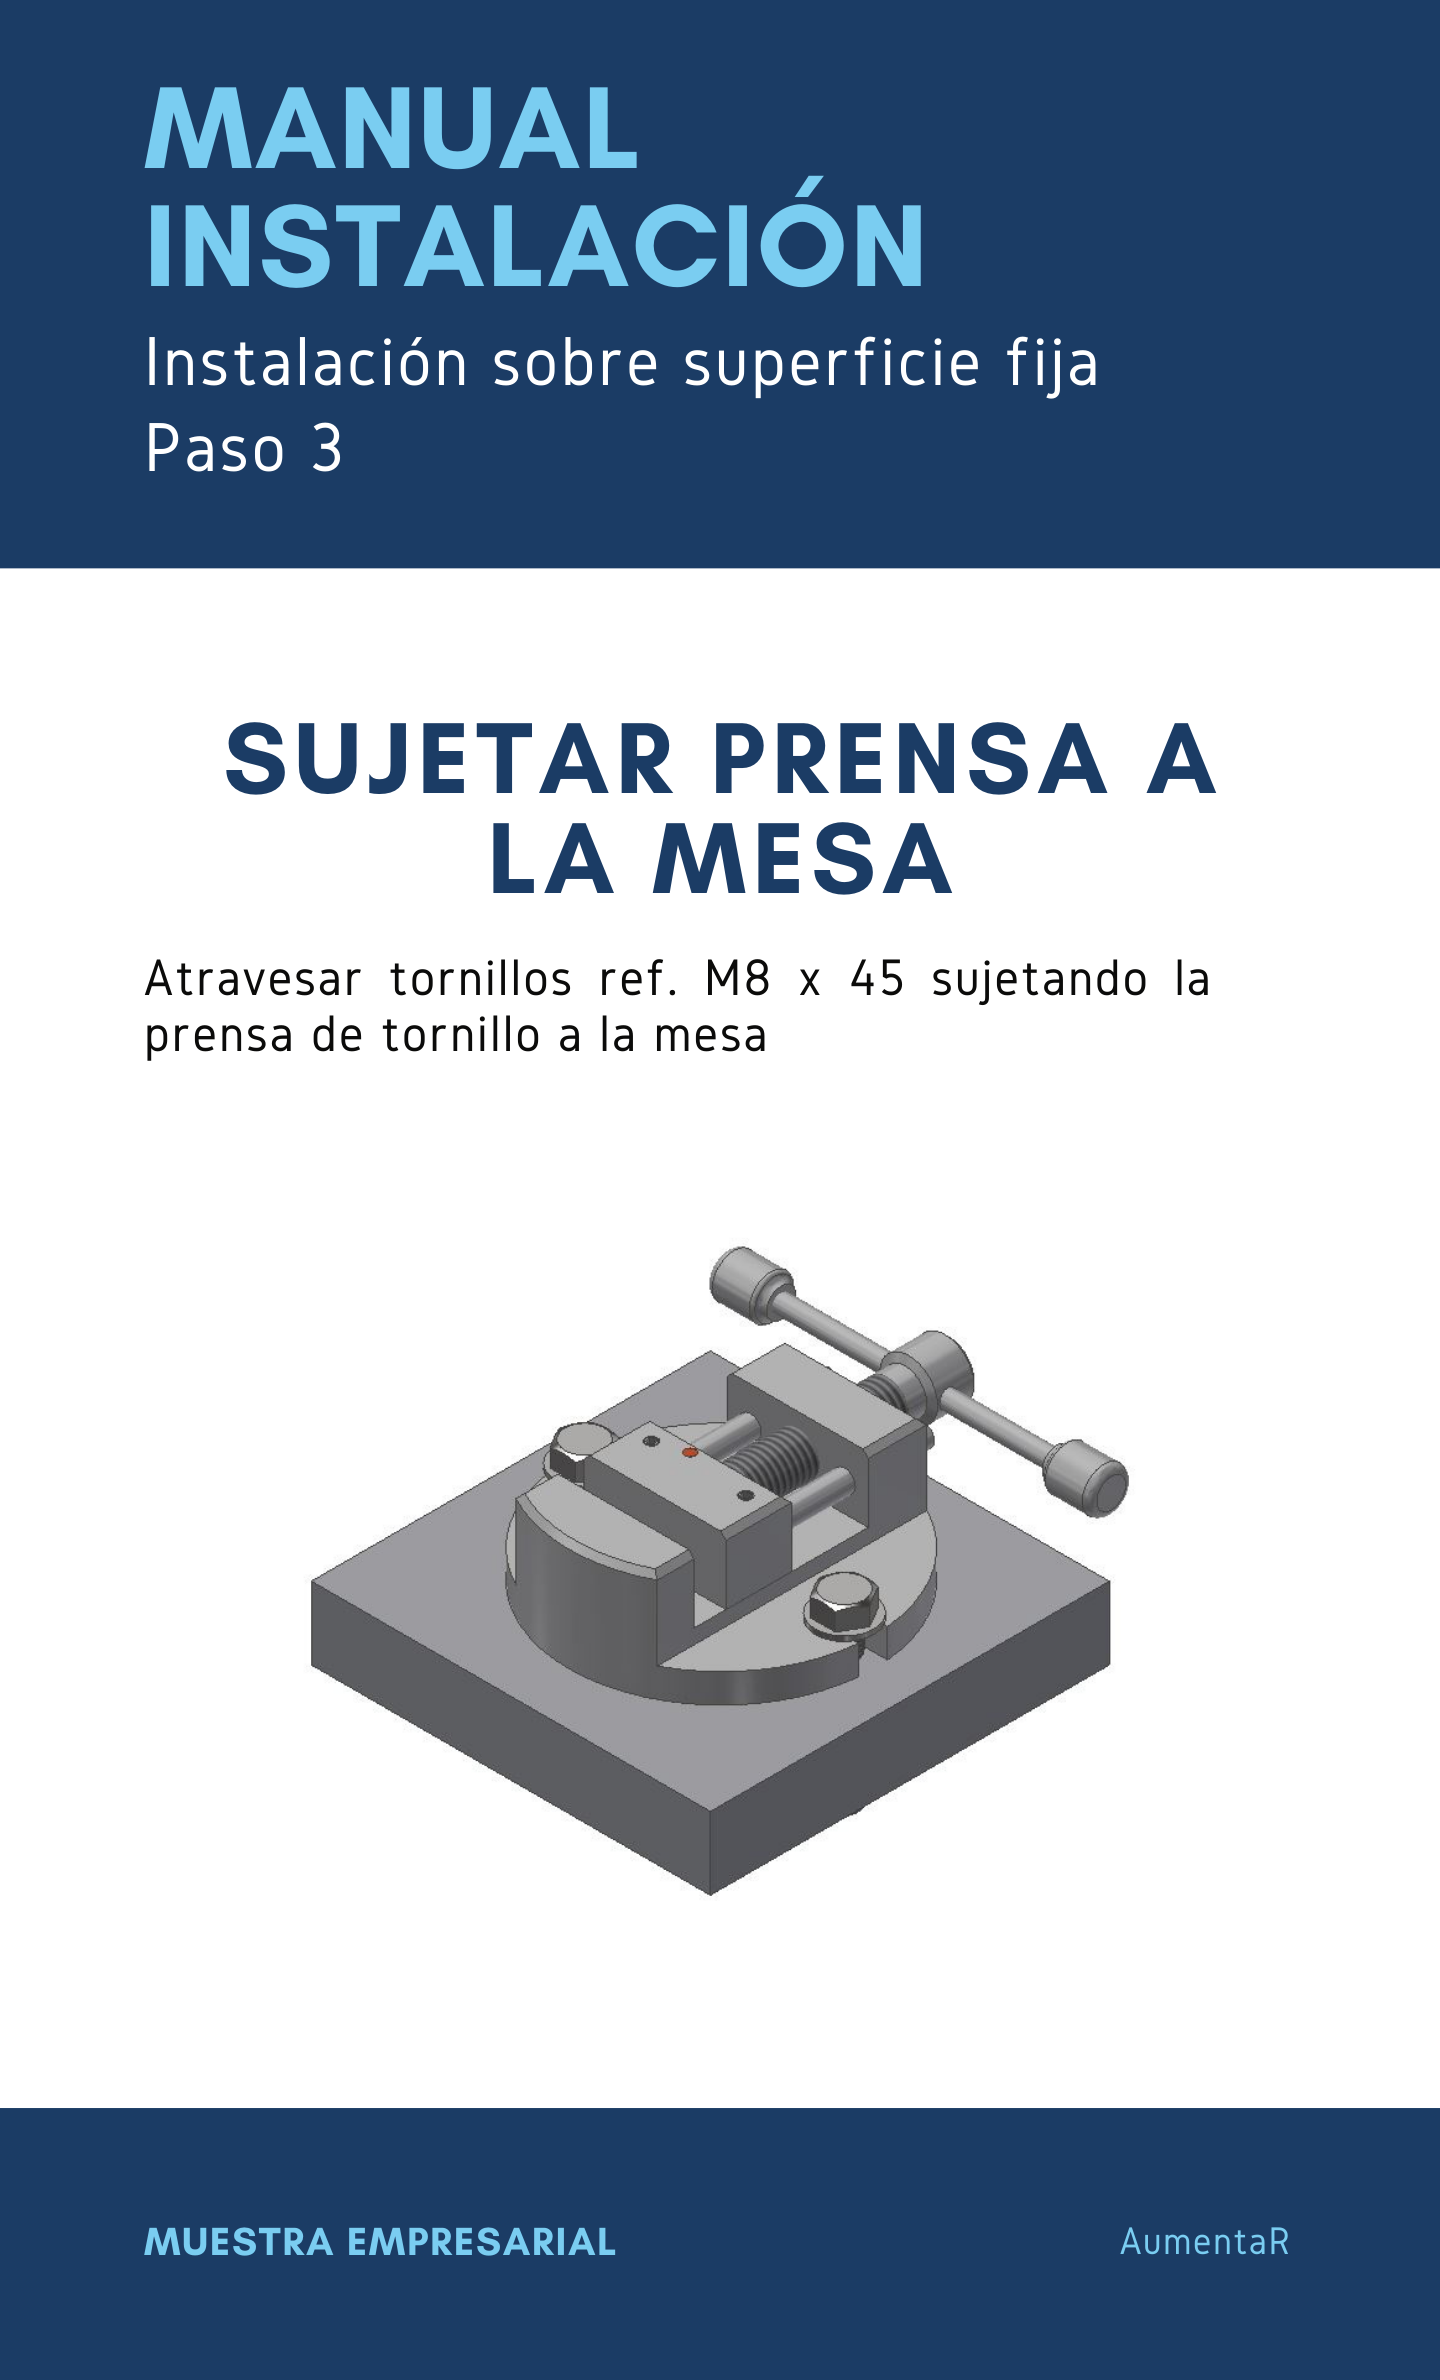 MANUAL
INSTALACIÓN
Instalación sobre superficie fija
Paso 3
SUJETAR PRENSA A
LA MESA
Atravesar tornillos ref. M8 x 45 sujetando la
prensa de tornillo a la mesa
MUESTRA EMPRESARIAL
AumentaR